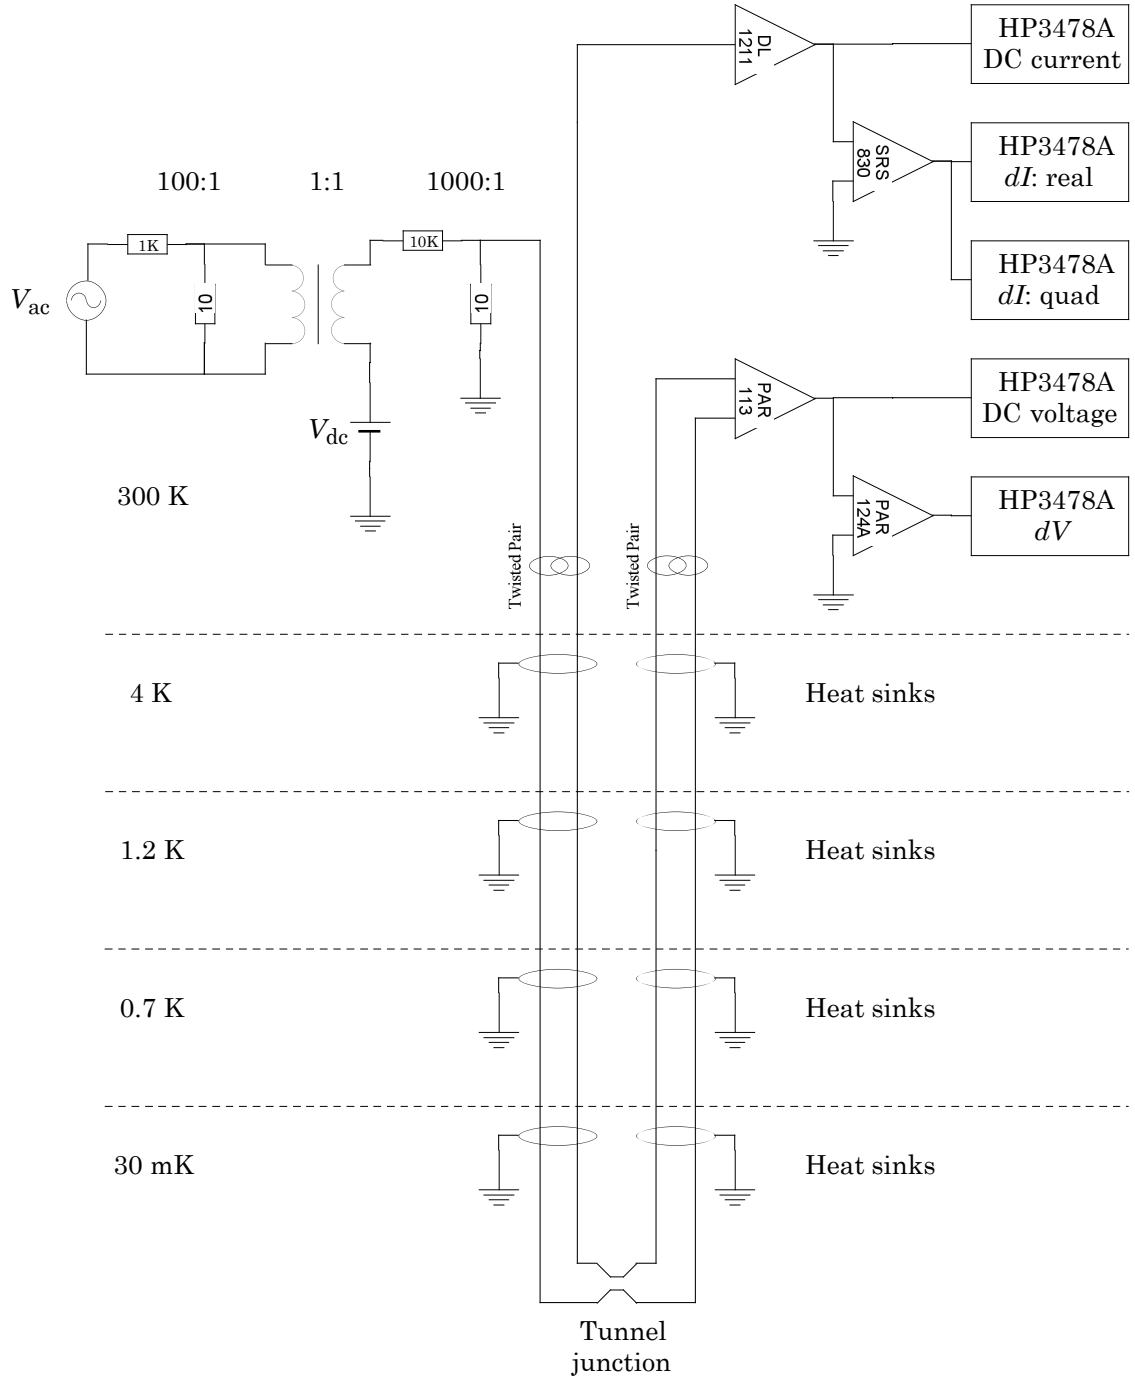 DL
1211
HP3478A
DC current
SRS
830
HP3478A
dI: real
100:1
1:1
1000:1
1K
10K
HP3478A
dI: quad
Vac
10
10
PAR
113
HP3478A
DC voltage
Vdc
300 K
PAR
124A
HP3478A
dV
Twisted Pair
Twisted Pair
4 K
Heat sinks
1.2 K
Heat sinks
0.7 K
Heat sinks
30 mK
Heat sinks
Tunnel
junction